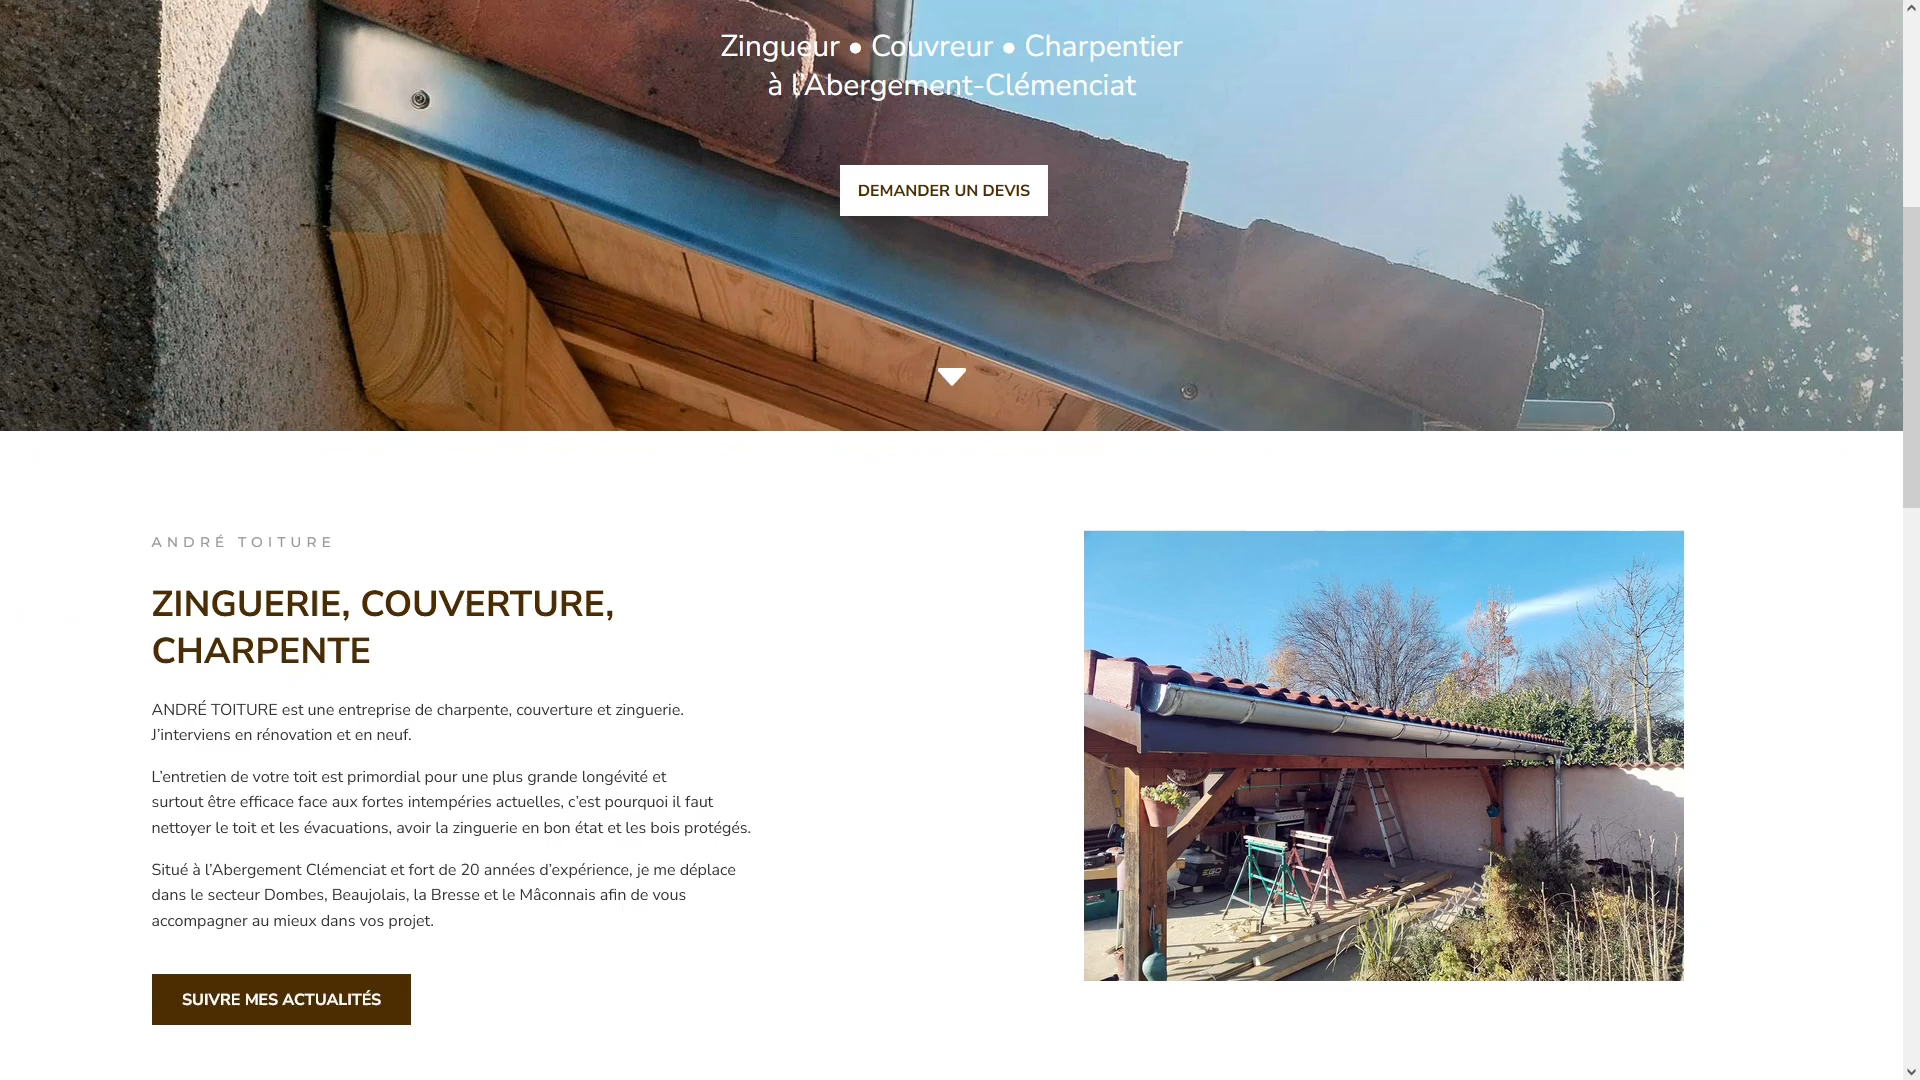 Zingueur • Couvreur • Charpentier
à l’Abergement-Clémenciat
DEMANDER UN DEVIS
ANDRÉ TOITURE
ZINGUERIE, COUVERTURE,
CHARPENTE
ANDRÉ TOITURE est une entreprise de charpente, couverture et zinguerie.
J’interviens en rénovation et en neuf.
L’entretien de votre toit est primordial pour une plus grande longévité et
surtout être efficace face aux fortes intempéries actuelles, c’est pourquoi il faut
nettoyer le toit et les évacuations, avoir la zinguerie en bon état et les bois protégés.
Situé à l’Abergement Clémenciat et fort de 20 années d’expérience, je me déplace
dans le secteur Dombes, Beaujolais, la Bresse et le Mâconnais afin de vous
accompagner au mieux dans vos projet.
SUIVRE MES ACTUALITÉS